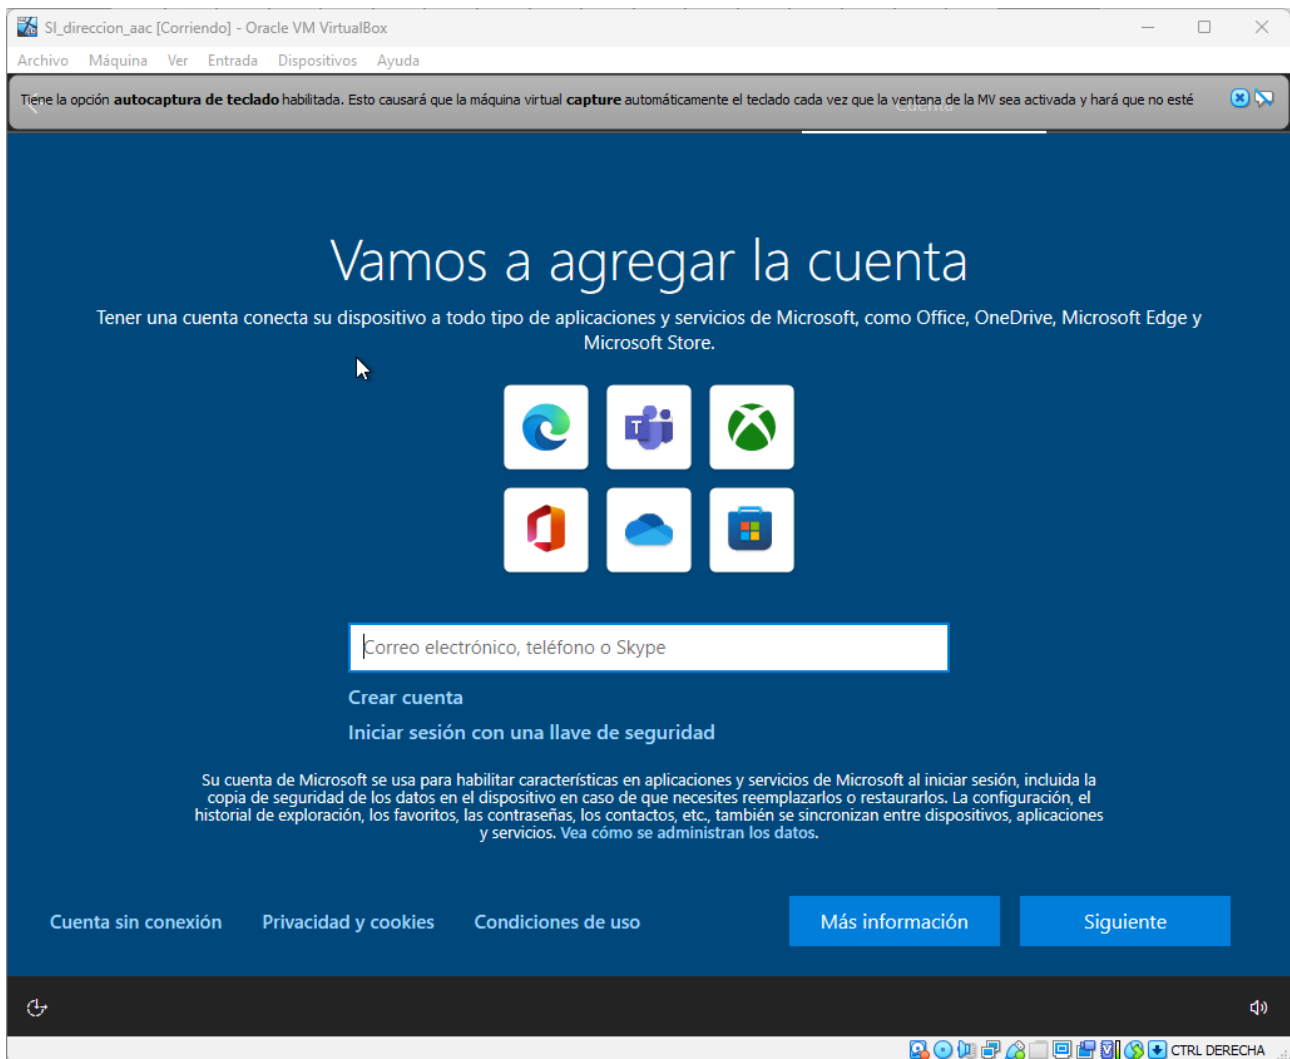 SI_direccion_aac [Corriendo] - Oracle VM VirtualBox
Archivo Máquina Ver Entrada Dispositivos Ayuda
Tiene la opción autocaptura de teclado habilitada. Esto causará que la máquina virtual capture automáticamente el teclado cada vez que la ventana de la MV sea activada y hará que no esté
Cuenta
Vamos a agregar la cuenta
Tener una cuenta conecta su dispositivo a todo tipo de aplicaciones y servicios de Microsoft, como Office, OneDrive, Microsoft Edge y
Microsoft Store.
T
Correo electrónico, teléfono o Skype
Crear cuenta
Iniciar sesión con una llave de seguridad
Su cuenta de Microsoft se usa para habilitar características en aplicaciones y servicios de Microsoft al iniciar sesión, incluida la
copia de seguridad de los datos en el dispositivo en caso de que necesites reemplazarlos o restaurarlos. La configuración, el
historial de exploración, los favoritos, las contraseñas, los contactos, etc., también se sincronizan entre dispositivos, aplicaciones
y servicios. Vea cómo se administran los datos.
Cuenta sin conexión Privacidad y cookies Condiciones de uso Más información Siguiente
CTRL DERECHA